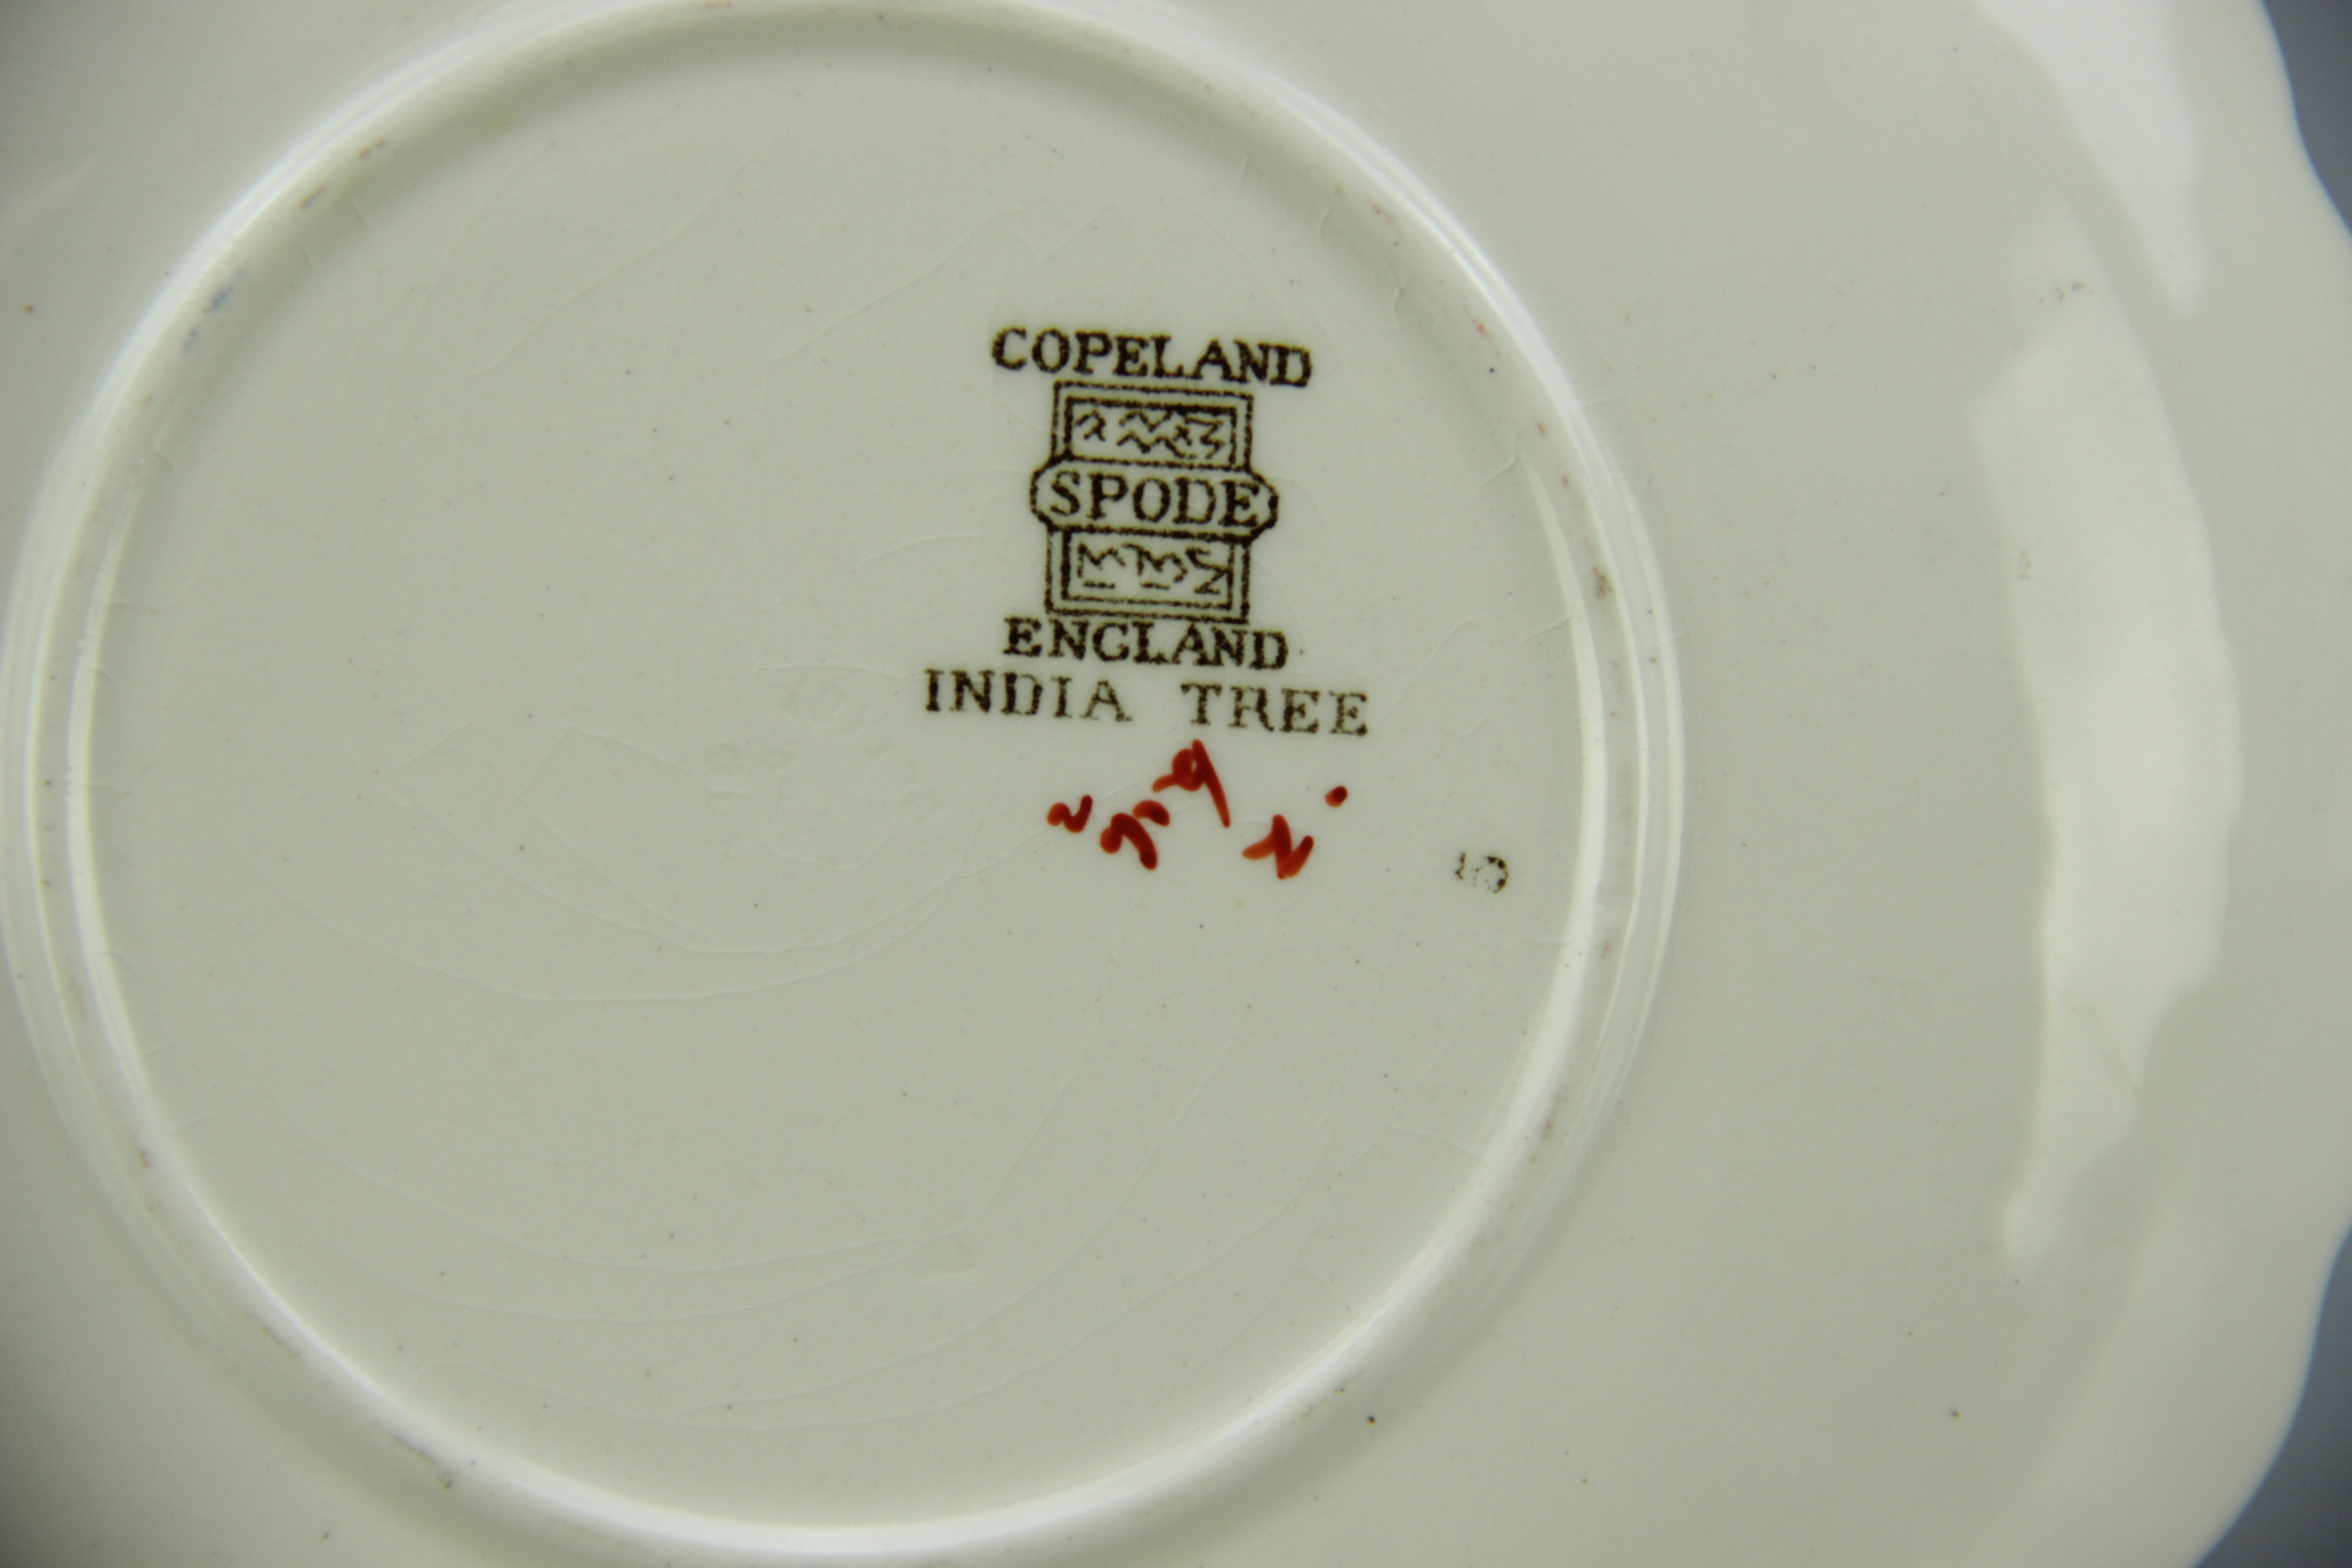 COPELAND
SPODE
ENGLAND
INDIA TREE